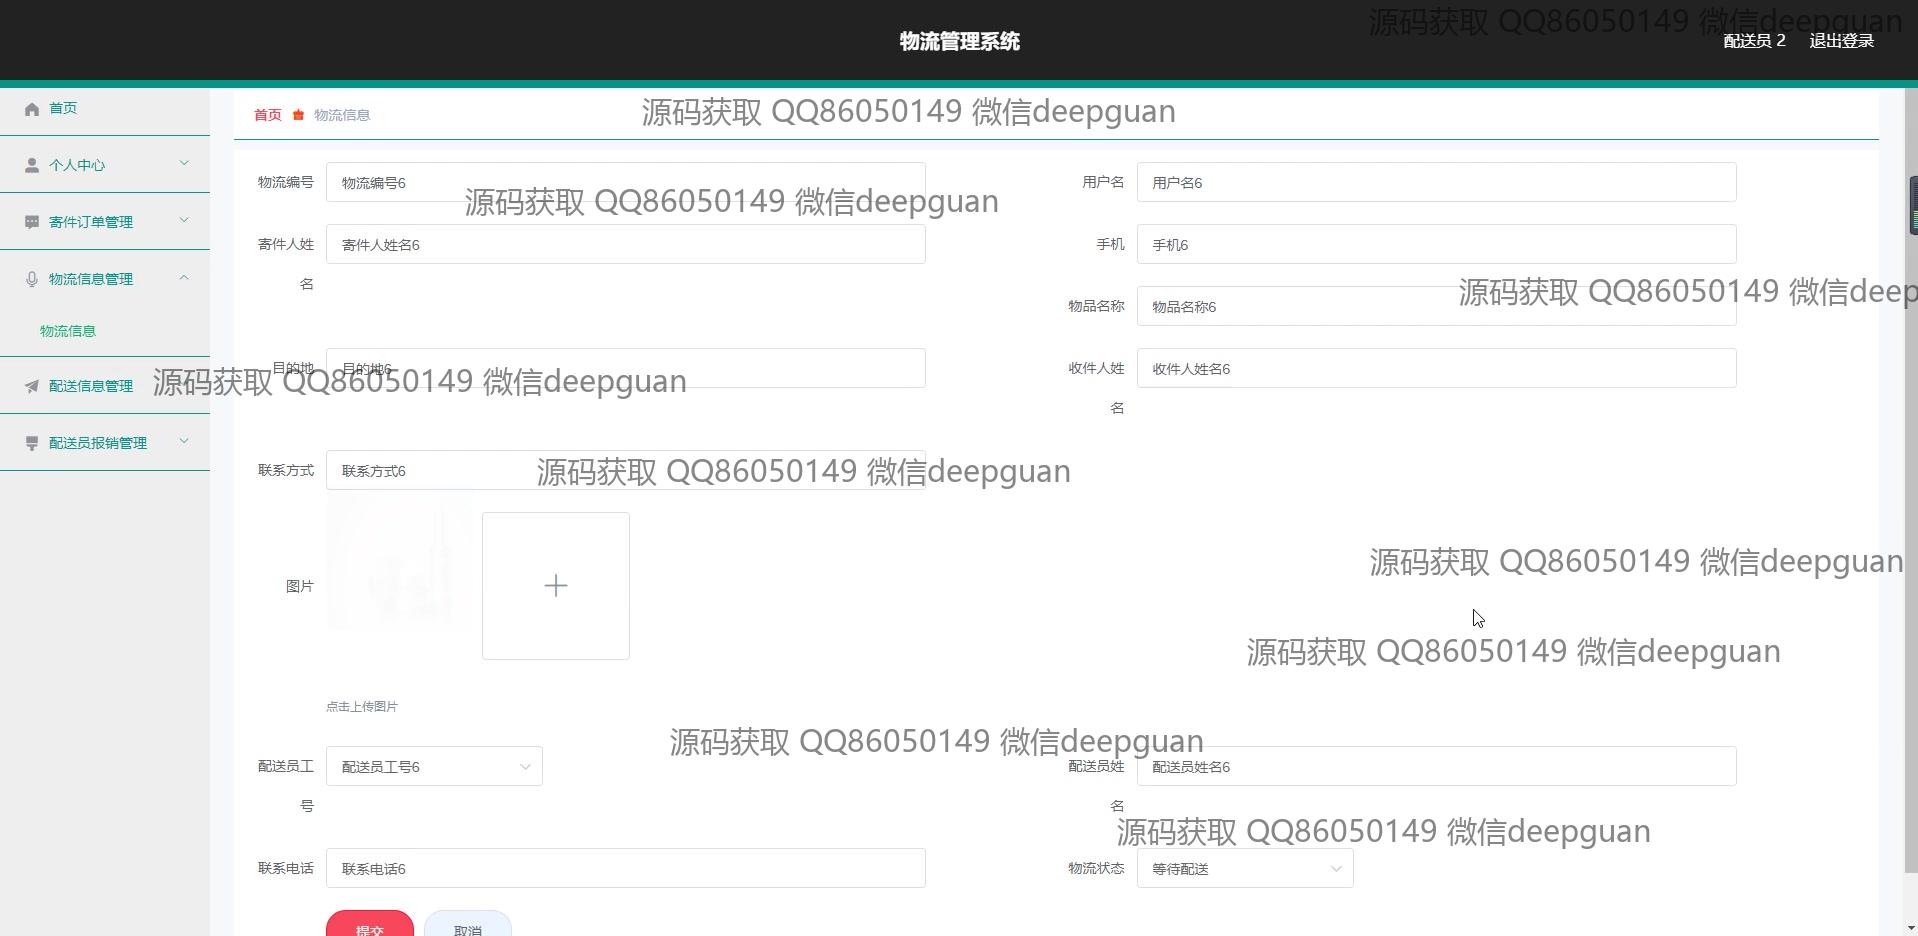 物流管理系统
源码获取 QQ86050149 微信deepguan
配送员 2 退出登录
首页
首页 物流信息
源码获取 QQ86050149 微信deepguan
个人中心
物流编号 物流编号6
用户名 用户名6
源码获取 QQ86050149 微信deepguan
寄件订单管理
寄件人姓名 寄件人姓名6
手机 手机6
物流信息管理
源码获取 QQ86050149 微信deep
物品名称 物品名称6
物流信息
目的地 目的地6
收件人姓名 收件人姓名6
配送信息管理
源码获取 QQ86050149 微信deepguan
配送员报销管理
联系方式 联系方式6
源码获取 QQ86050149 微信deepguan
源码获取 QQ86050149 微信deepguan
图片
源码获取 QQ86050149 微信deepguan
点击上传图片
源码获取 QQ86050149 微信deepguan
配送员工号 配送员工号6
配送员姓名 配送员姓名6
源码获取 QQ86050149 微信deepguan
联系电话 联系电话6
物流状态 等待配送
提交 取消